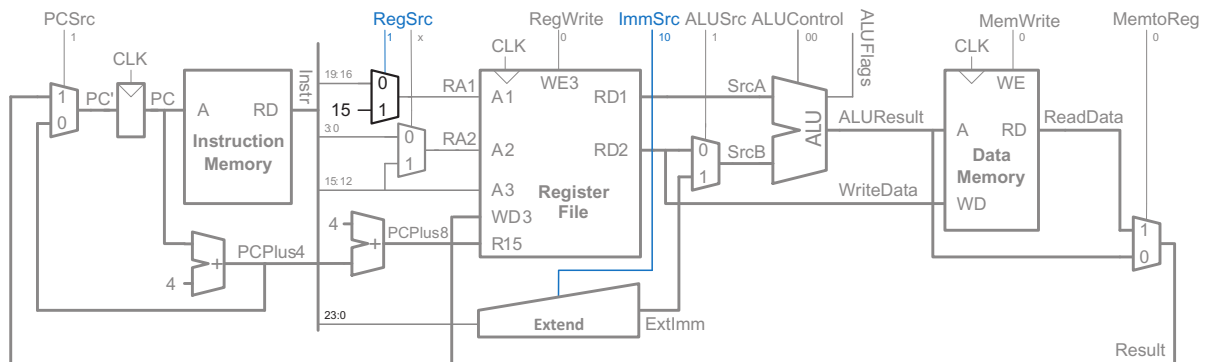 PCSrc
1
RegSrc
1 x
RegWrite
0
ImmSrc
10
ALUSrc
1
ALUControl
00
ALUFlags
MemWrite
0
MemtoReg
0
CLK
CLK
CLK
1
0
PC'
PC
A RD
Instruction
Memory
Instr
19:16
15
0
1
RA1
3:0
0
1
RA2
15:12
A1
A2
A3
WD3
R15
WE3
RD1
RD2
Register
File
0
1
SrcA
SrcB
ALU
ALUResult
WriteData
A RD
WE
Data
Memory
WD
ReadData
1
0
4
+
PCPlus8
4
+
PCPlus4
23:0
Extend
ExtImm
Result